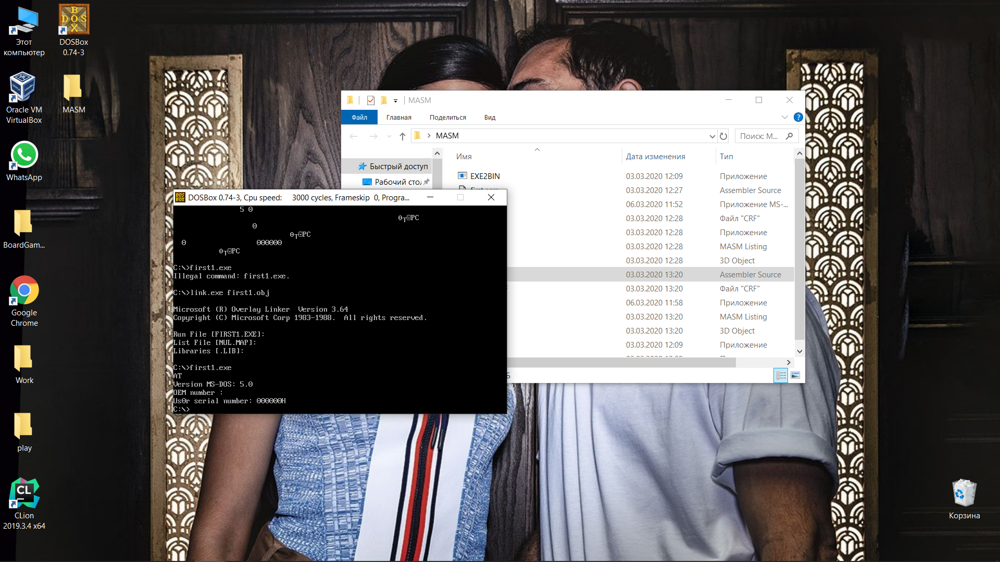 Этот
компьютер
DOSBox
0.74-3
Oracle VM
VirtualBox
MASM
WhatsApp
BoardGam...
Google
Chrome
Work
play
CLion
2019.3.4 x64
Корзина
MASM
Файл
Главная
Поделиться
Вид
MASM
Поиск: M...
Имя
Дата изменения
Тип
Быстрый доступ
Рабочий стол
EXE2BIN
03.03.2020 12:09
Приложение
03.03.2020 12:27
Assembler Source
06.03.2020 11:52
Приложение MS-...
03.03.2020 12:28
Файл "CRF"
03.03.2020 12:28
Приложение
03.03.2020 12:28
MASM Listing
03.03.2020 12:28
3D Object
03.03.2020 13:20
Assembler Source
03.03.2020 13:20
Файл "CRF"
06.03.2020 11:58
Приложение
03.03.2020 13:20
MASM Listing
03.03.2020 13:20
3D Object
03.03.2020 12:09
Приложение
DOSBox 0.74-3, Cpu speed: 3000 cycles, Frameskip 0, Progra...
5 0
θ┬☺PC
0
θ┬☺PC
0 000000
θ┬☺PC
C:\>first1.exe
Illegal command: first1.exe.
C:\>link.exe first1.obj
Microsoft (R) Overlay Linker Version 3.64
Copyright (C) Microsoft Corp 1983-1988. All rights reserved.
Run File [FIRST1.EXE]:
List File [NUL.MAP]:
Libraries [.LIB]:
C:\>first1.exe
AT
Version MS-DOS: 5.0
OEM number :
Us0r serial number: 000000H
C:\>